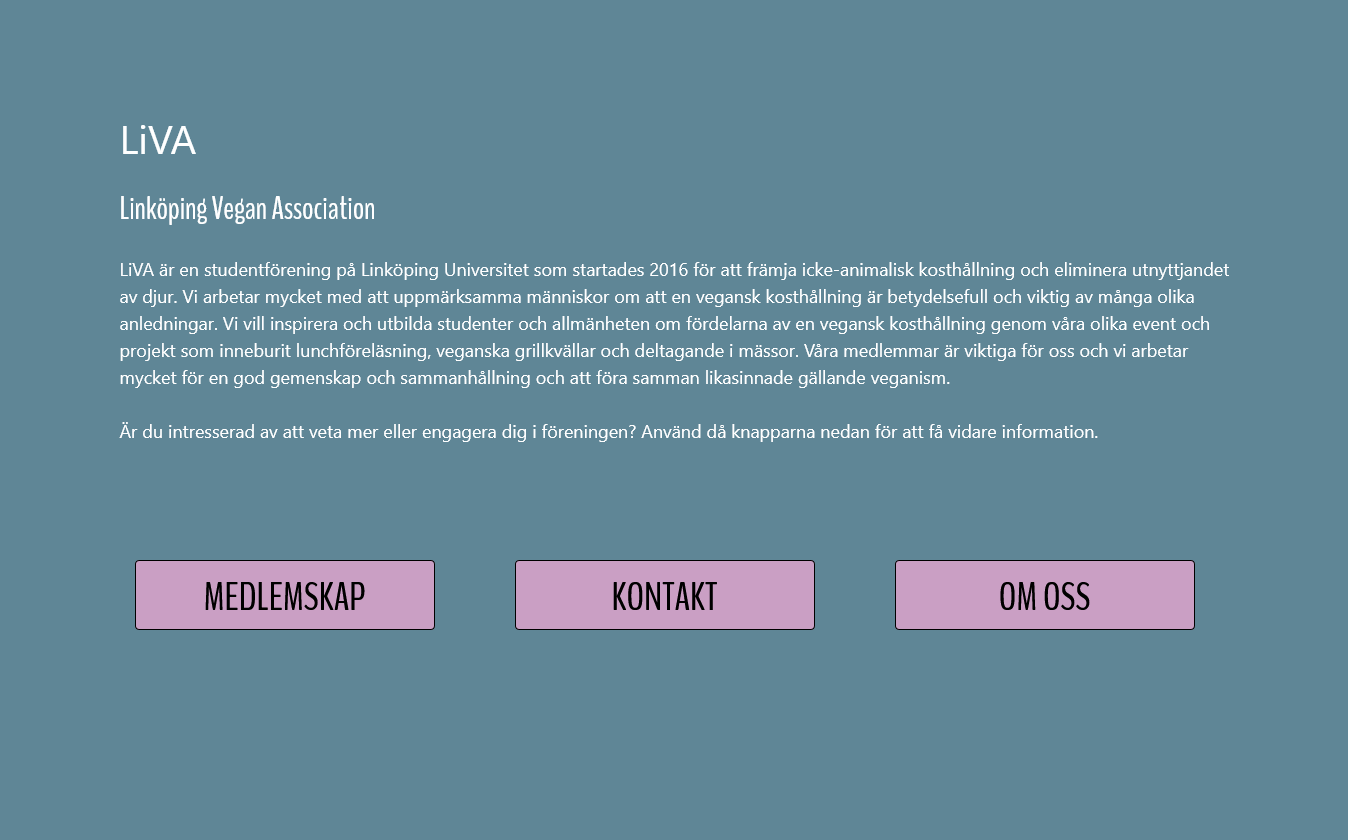 LiVA
Linköping Vegan Association
LiVA är en studentförening på Linköping Universitet som startades 2016 för att främja icke-animalisk kosthållning och eliminera utnyttjandet
av djur. Vi arbetar mycket med att uppmärksamma människor om att en vegansk kosthållning är betydelsefull och viktig av många olika
anledningar. Vi vill inspirera och utbilda studenter och allmänheten om fördelarna av en vegansk kosthållning genom våra olika event och
projekt som inneburit lunchföreläsning, veganska grillkvällar och deltagande i mässor. Våra medlemmar är viktiga för oss och vi arbetar
mycket för en god gemenskap och sammanhållning och att föra samman likasinnade gällande veganism.
Är du intresserad av att veta mer eller engagera dig i föreningen? Använd då knapparna nedan för att få vidare information.
MEDLEMSKAP
KONTAKT
OM OSS